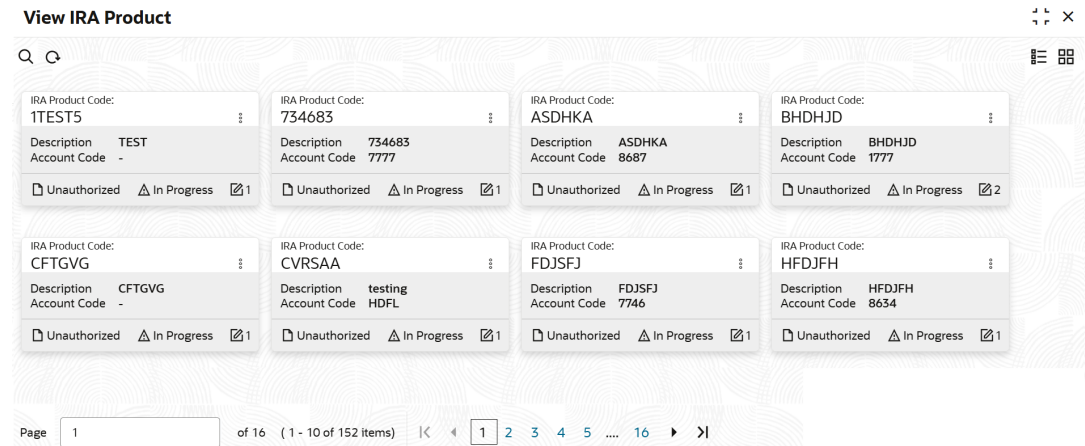 View IRA Product
IRA Product Code:
1TEST5
Description TEST
Account Code -
Unauthorized In Progress 1
IRA Product Code:
734683
Description 734683
Account Code 7777
Unauthorized In Progress 1
IRA Product Code:
ASDHKA
Description ASDHKA
Account Code 8687
Unauthorized In Progress 1
IRA Product Code:
BHDHJD
Description BHDHJD
Account Code 1777
Unauthorized In Progress 2
IRA Product Code:
CFTGVG
Description CFTGVG
Account Code -
Unauthorized In Progress 1
IRA Product Code:
CVRSAA
Description testing
Account Code HDFL
Unauthorized In Progress 1
IRA Product Code:
FDJSFJ
Description FDJSFJ
Account Code 7746
Unauthorized In Progress 1
IRA Product Code:
HFDJFH
Description HFDJFH
Account Code 8634
Unauthorized In Progress 1
Page 1 of 16 ( 1 - 10 of 152 items) 1 2 3 4 5 .... 16